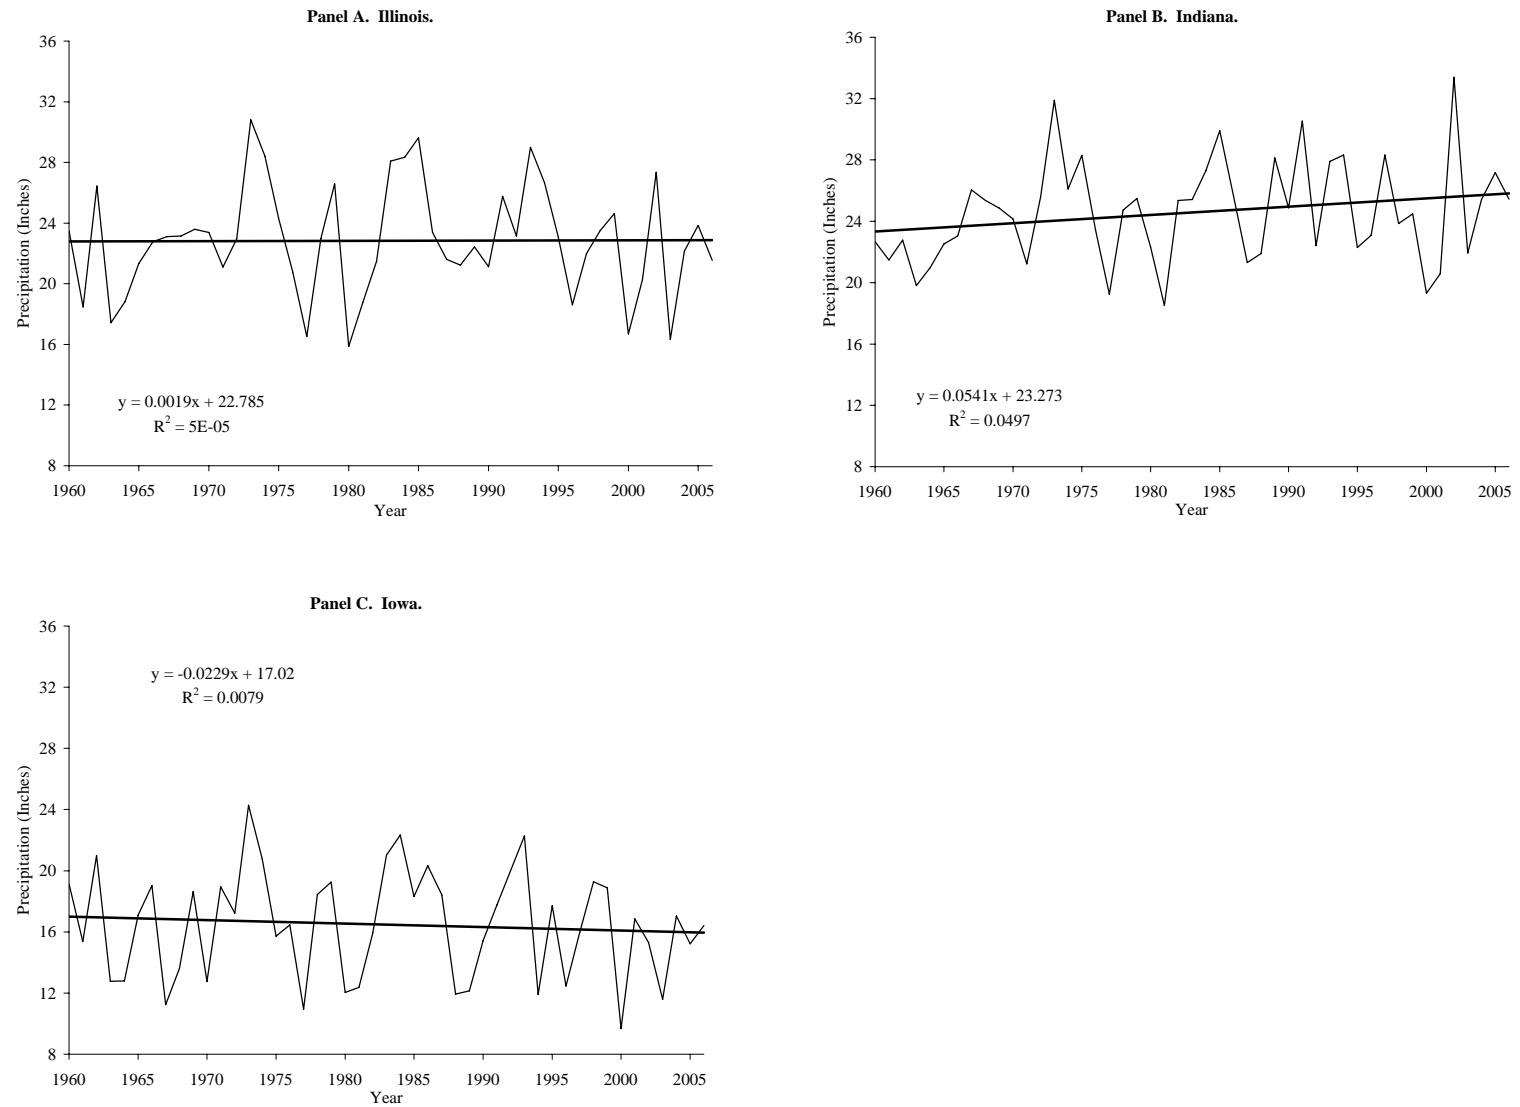 Panel A.  Illinois.
36
32
28
24
20
16
12
8
Precipitation (Inches)
y = 0.0019x + 22.785
R² = 5E-05
1960 1965 1970 1975 1980 1985 1990 1995 2000 2005
Year
Panel B.  Indiana.
36
32
28
24
20
16
12
8
Precipitation (Inches)
y = 0.0541x + 23.273
R² = 0.0497
1960 1965 1970 1975 1980 1985 1990 1995 2000 2005
Year
Panel C.  Iowa.
36
32
28
24
20
16
12
8
Precipitation (Inches)
y = -0.0229x + 17.02
R² = 0.0079
1960 1965 1970 1975 1980 1985 1990 1995 2000 2005
Year